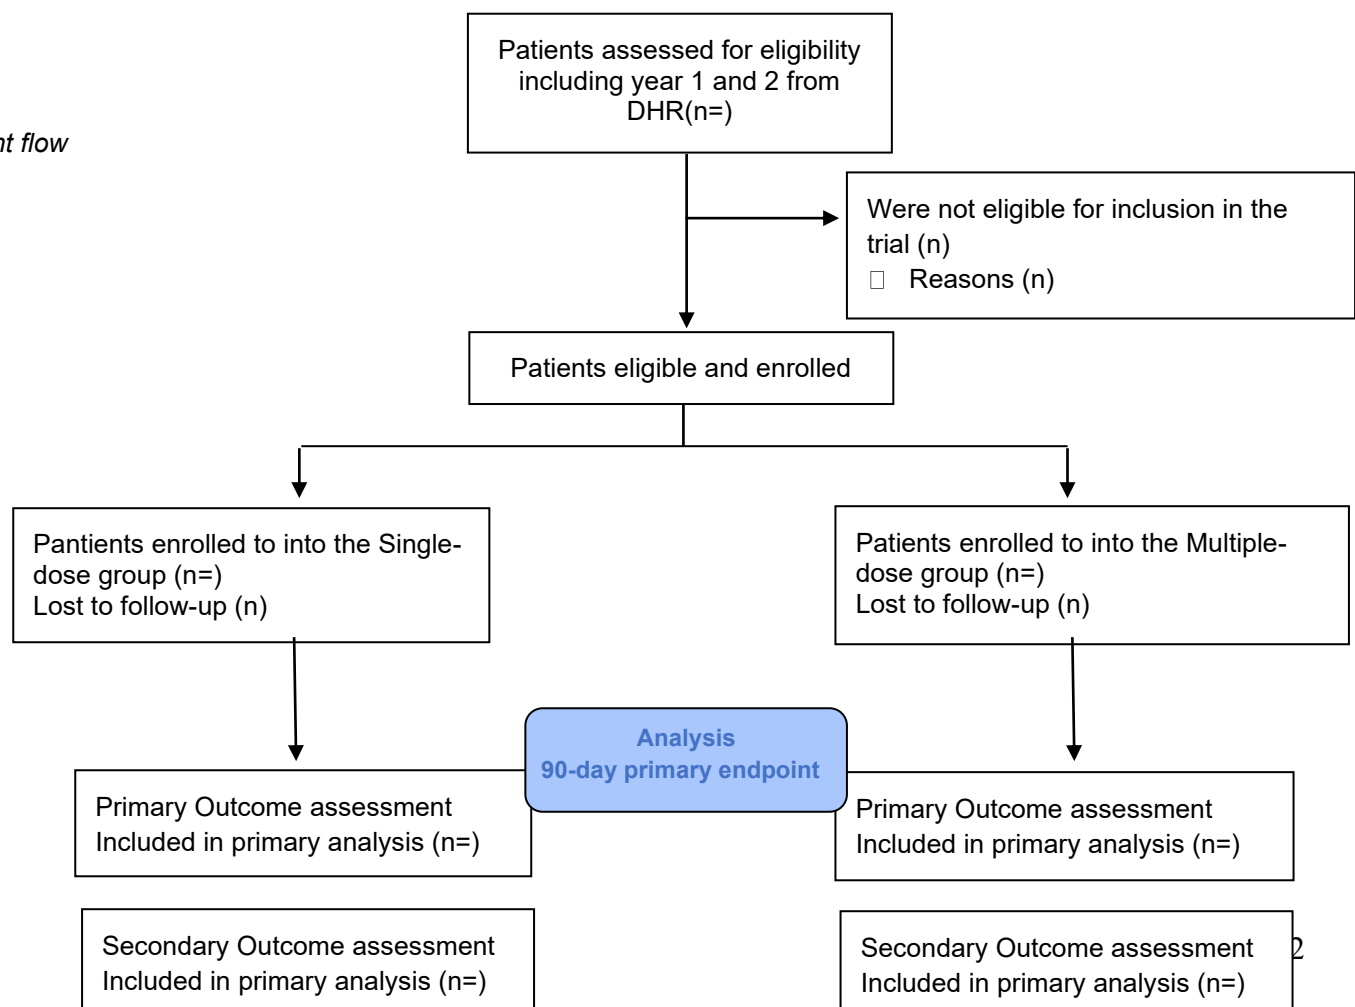 Patients assessed for eligibility
including year 1 and 2 from
DHR(n=)
nt flow
Were not eligible for inclusion in the
trial (n)
Reasons (n)
Patients eligible and enrolled
Pantients enrolled to into the Single-
dose group (n=)
Lost to follow-up (n)
Patients enrolled to into the Multiple-
dose group (n=)
Lost to follow-up (n)
Analysis
90-day primary endpoint
Primary Outcome assessment
Included in primary analysis (n=)
Primary Outcome assessment
Included in primary analysis (n=)
Secondary Outcome assessment
Included in primary analysis (n=)
Secondary Outcome assessment
Included in primary analysis (n=)
2